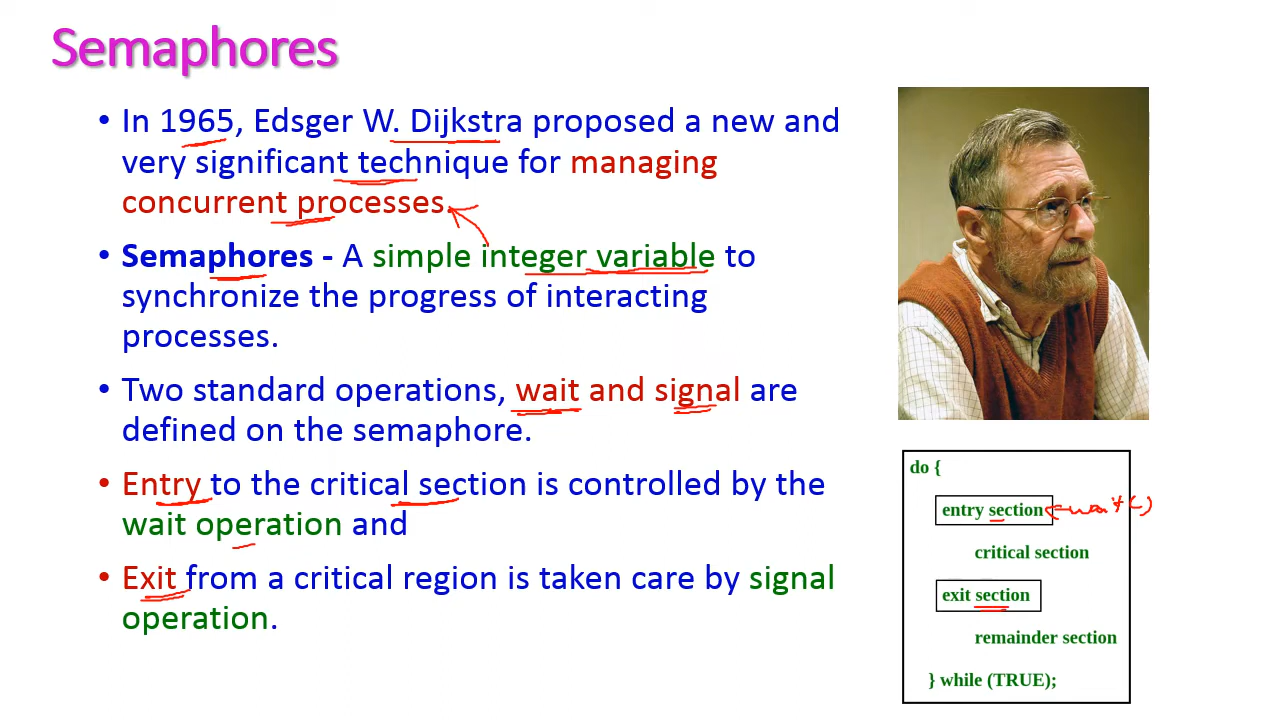 Semaphores
• In 1965, Edsger W. Dijkstra proposed a new and
very significant technique for managing
concurrent processes.
• Semaphores - A simple integer variable to
synchronize the progress of interacting
processes.
• Two standard operations, wait and signal are
defined on the semaphore.
• Entry to the critical section is controlled by the
wait operation and
• Exit from a critical region is taken care by signal
operation.
do {
entry section ←wait()
critical section
exit section
remainder section
} while (TRUE);